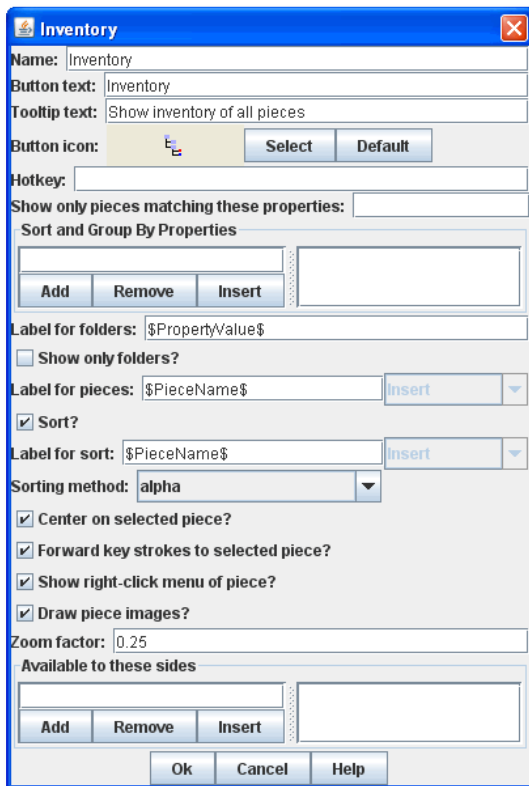 Inventory
Name: Inventory
Button text: Inventory
Tooltip text: Show inventory of all pieces
Button icon: Select Default
Hotkey:
Show only pieces matching these properties:
Sort and Group By Properties
Add Remove Insert
Label for folders: $PropertyValue$
Show only folders?
Label for pieces: $PieceName$ Insert
Sort?
Label for sort: $PieceName$ Insert
Sorting method: alpha
Center on selected piece?
Forward key strokes to selected piece?
Show right-click menu of piece?
Draw piece images?
Zoom factor: 0.25
Available to these sides
Add Remove Insert
Ok Cancel Help